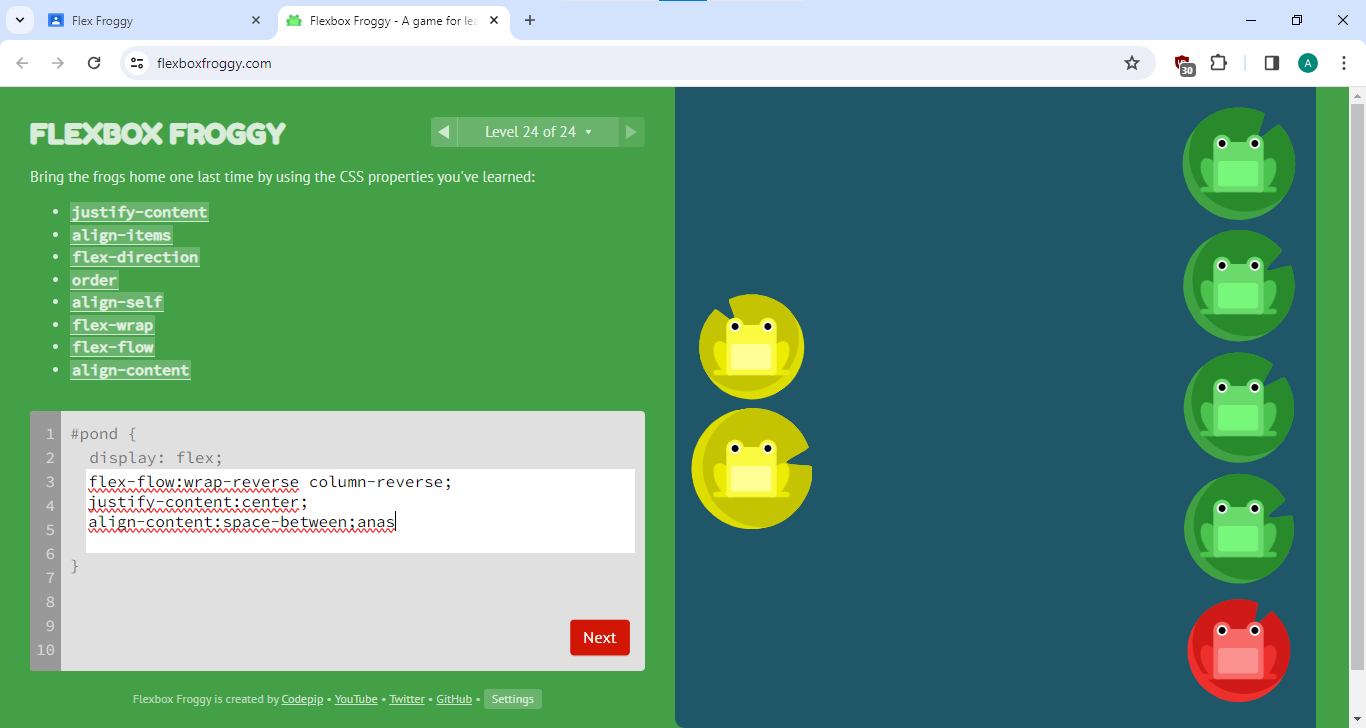 Flex Froggy
Flexbox Froggy - A game for lea
flexboxfroggy.com
30
A
FLEXBOX FROGGY
Level 24 of 24
Bring the frogs home one last time by using the CSS properties you've learned:
justify-content
align-items
flex-direction
order
align-self
flex-wrap
flex-flow
align-content
1 #pond {
2 display: flex;
3 flex-flow:wrap-reverse column-reverse;
4 justify-content:center;
5 align-content:space-between;anas
6 }
7
8
9
10
Next
Flexbox Froggy is created by Codepip • YouTube • Twitter • GitHub • Settings